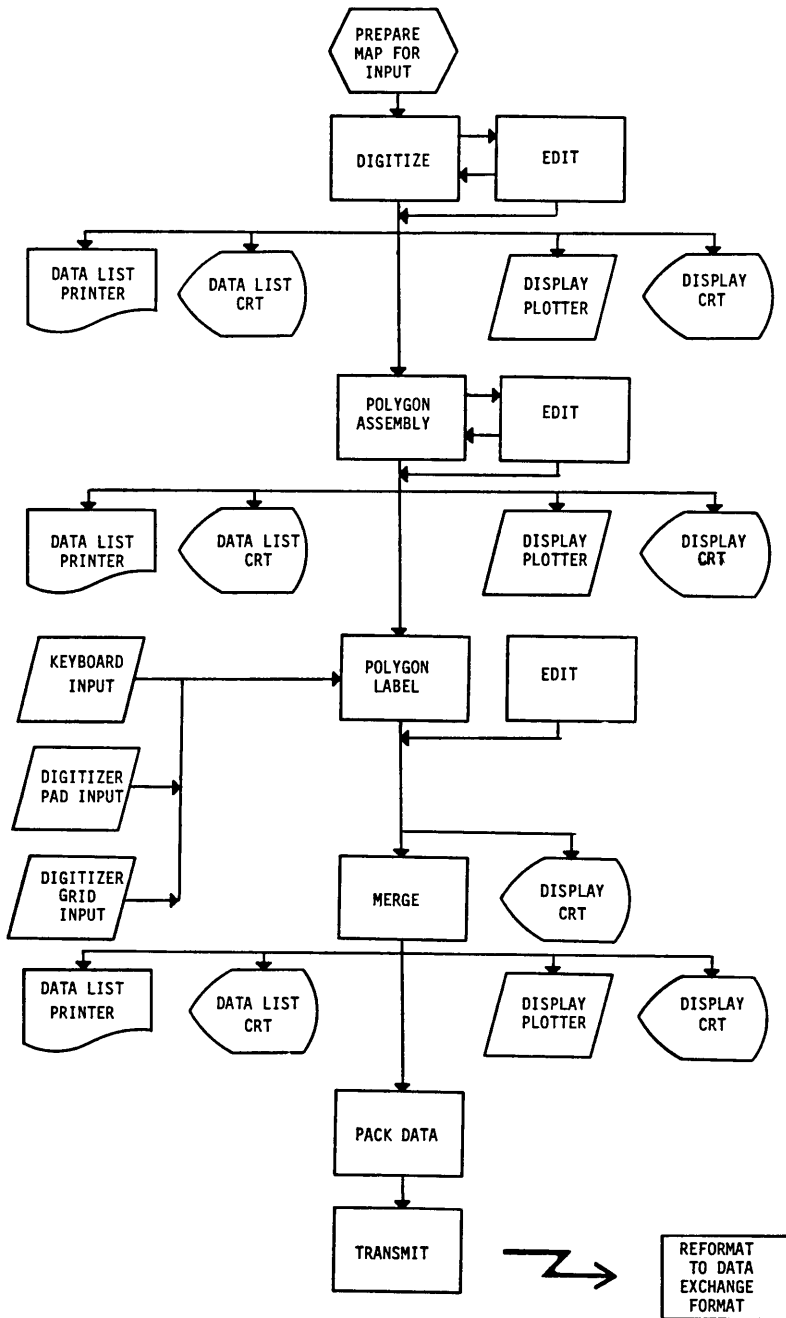 PREPARE
MAP FOR
INPUT
DIGITIZE
EDIT
DATA LIST
PRINTER
DATA LIST
CRT
DISPLAY
PLOTTER
DISPLAY
CRT
POLYGON
ASSEMBLY
EDIT
DATA LIST
PRINTER
DATA LIST
CRT
DISPLAY
PLOTTER
DISPLAY
CRT
KEYBOARD
INPUT
POLYGON
LABEL
EDIT
DIGITIZER
PAD INPUT
DIGITIZER
GRID
INPUT
MERGE
DISPLAY
CRT
DATA LIST
PRINTER
DATA LIST
CRT
DISPLAY
PLOTTER
DISPLAY
CRT
PACK DATA
TRANSMIT
REFORMAT
TO DATA
EXCHANGE
FORMAT